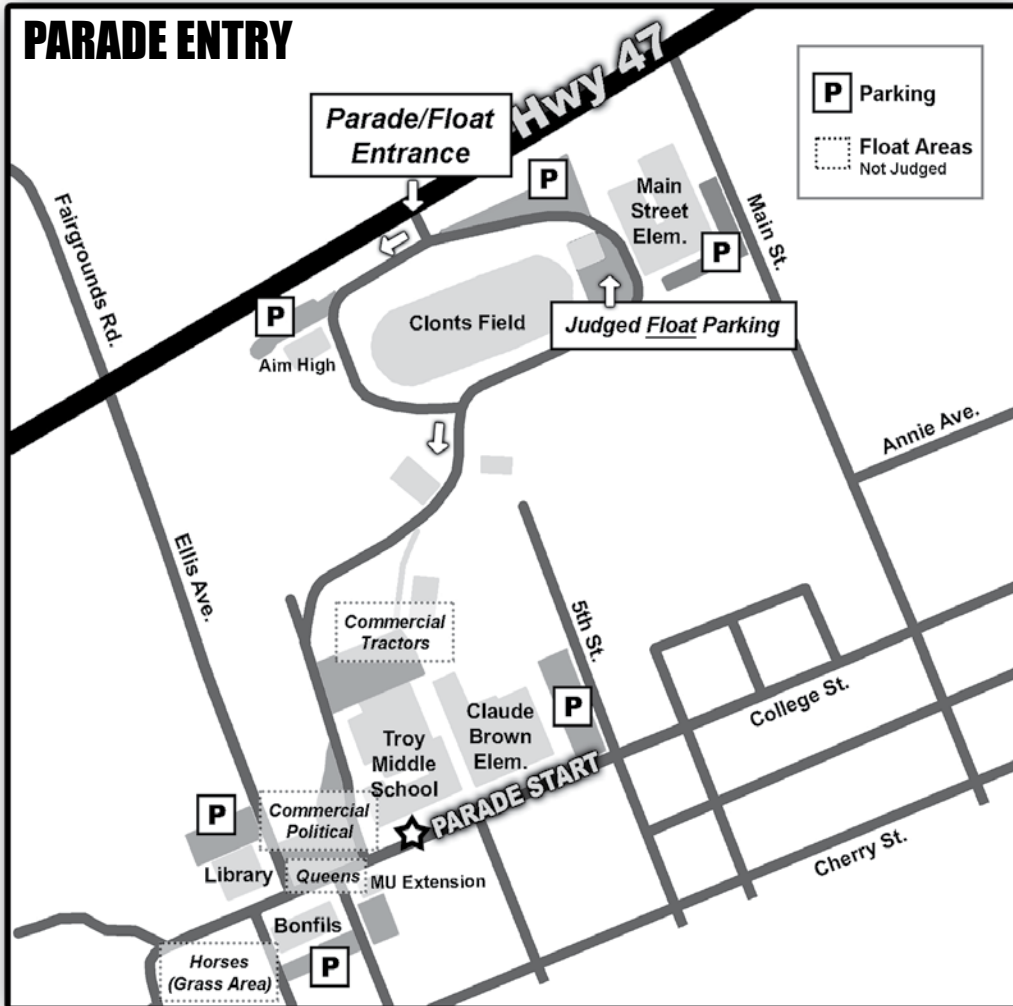 PARADE ENTRY
Hwy 47
Parade/Float
Entrance
P Parking
Float Areas
Not Judged
P
Main
Street
Elem.
Main St.
P
Fairgrounds Rd.
P
Clonts Field
Judged Float Parking
Aim High
Annie Ave.
Ellis Ave.
5th St.
Commercial
Tractors
College St.
P
Claude
Brown
Elem.
Troy
Middle
School
PARADE START
P
Commercial
Political
Cherry St.
Library
Queens
MU Extension
Bonfils
P
Horses
(Grass Area)